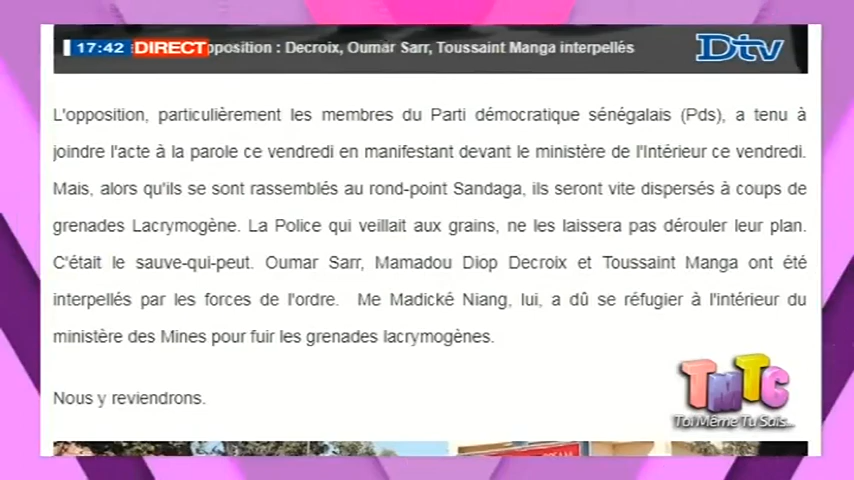 17:42 DIRECT pposition : Decroix, Oumar Sarr, Toussaint Manga interpellés
Dtv
L'opposition, particulièrement les membres du Parti démocratique sénégalais (Pds), a tenu à
joindre l'acte à la parole ce vendredi en manifestant devant le ministère de l'Intérieur ce vendredi.
Mais, alors qu'ils se sont rassemblés au rond-point Sandaga, ils seront vite dispersés à coups de
grenades Lacrymogène. La Police qui veillait aux grains, ne les laissera pas dérouler leur plan.
C'était le sauve-qui-peut. Oumar Sarr, Mamadou Diop Decroix et Toussaint Manga ont été
interpellés par les forces de l'ordre. Me Madické Niang, lui, a dû se réfugier à l'intérieur du
ministère des Mines pour fuir les grenades lacrymogènes.
Nous y reviendrons.
TMTC
Toi Même Tu Sais...